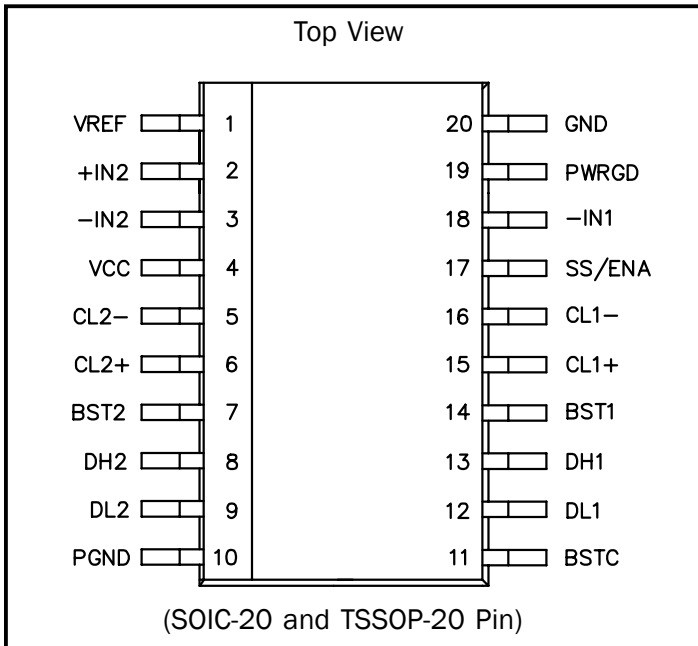 Top View
VREF 1 20 GND
+IN2 2 19 PWRGD
-IN2 3 18 -IN1
VCC 4 17 SS/ENA
CL2- 5 16 CL1-
CL2+ 6 15 CL1+
BST2 7 14 BST1
DH2 8 13 DH1
DL2 9 12 DL1
PGND 10 11 BSTC
(SOIC-20 and TSSOP-20 Pin)